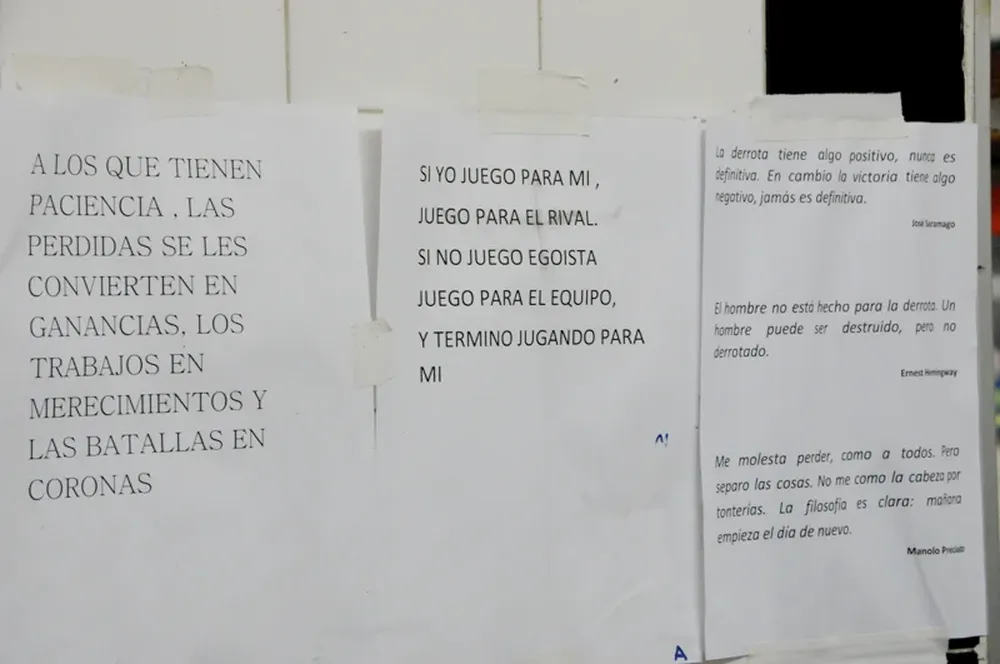 A LOS QUE TIENEN
PACIENCIA , LAS
PERDIDAS SE LES
CONVIERTEN EN
GANANCIAS, LOS
TRABAJOS EN
MERECIMIENTOS Y
LAS BATALLAS EN
CORONAS
SI YO JUEGO PARA MI ,
JUEGO PARA EL RIVAL.
SI NO JUEGO EGOISTA
JUEGO PARA EL EQUIPO,
Y TERMINO JUGANDO PARA
MI
A
La derrota tiene algo positivo, nunca es
definitiva. En cambio la victoria tiene algo
negativo, jamás es definitiva.
José Saramago
El hombre no está hecho para la derrota. Un
hombre puede ser destruido, pero no
derrotado.
Ernest Hemingway
Me molesta perder, como a todos. Pero
separo las cosas. No me como la cabeza por
tonterías. La filosofía es clara: mañana
empieza el día de nuevo.
Manolo Preciado